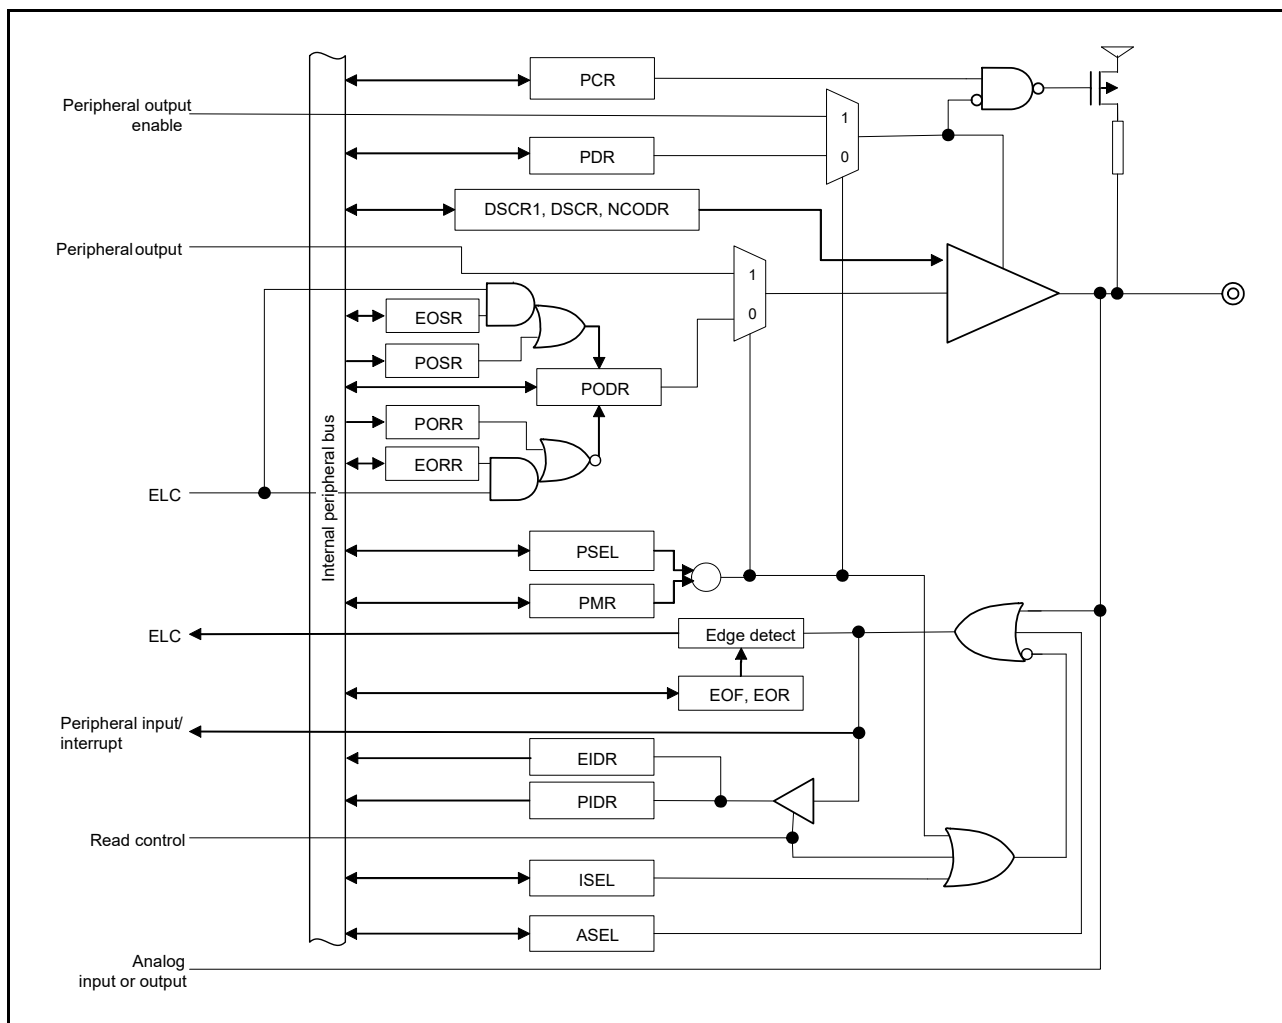 PCR
Peripheral output
enable
1
PDR
0
DSCR1, DSCR, NCODR
Peripheral output
1
EOSR
0
POSR
PODR
PORR
EORR
ELC
Internal peripheral bus
PSEL
PMR
ELC
Edge detect
EOF, EOR
Peripheral input/
interrupt
EIDR
PIDR
Read control
ISEL
ASEL
Analog
input or output